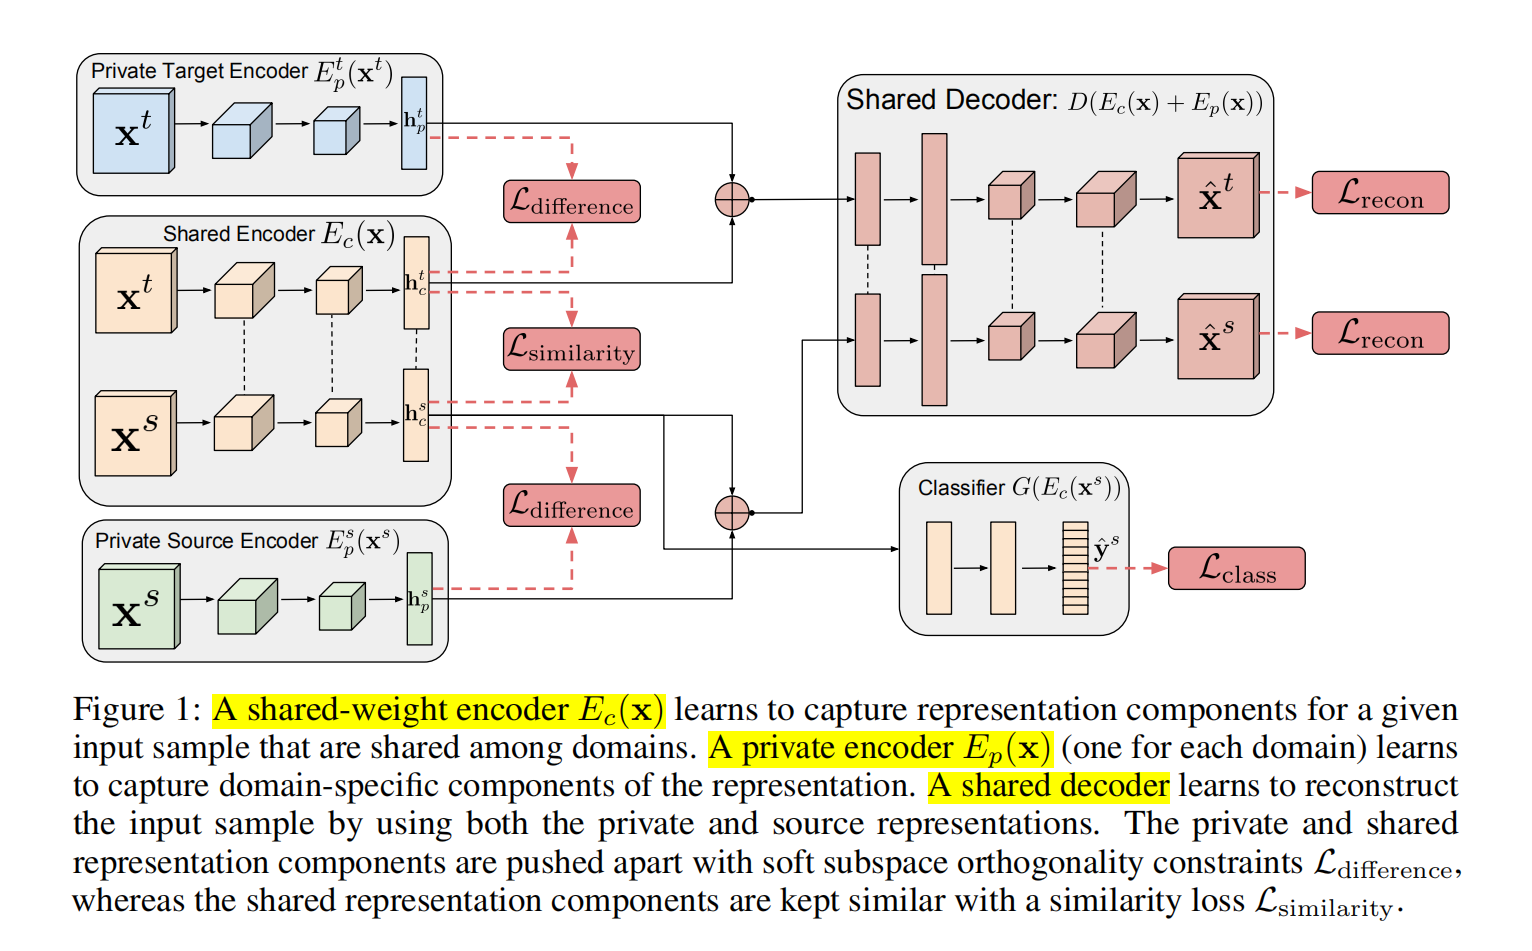 Private Target Encoder $E_p^t(\mathbf{x}^t)$
$\mathbf{x}^t$
$\mathbf{h}_p^t$
Shared Encoder $E_c(\mathbf{x})$
$\mathbf{x}^t$
$\mathbf{h}_c^t$
$\mathbf{x}^s$
$\mathbf{h}_c^s$
Private Source Encoder $E_p^s(\mathbf{x}^s)$
$\mathbf{x}^s$
$\mathbf{h}_p^s$
$\mathcal{L}_{\text{difference}}$
$\mathcal{L}_{\text{similarity}}$
$\mathcal{L}_{\text{difference}}$
Shared Decoder: $D(E_c(\mathbf{x}) + E_p(\mathbf{x}))$
$\hat{\mathbf{x}}^t$
$\mathcal{L}_{\text{recon}}$
$\hat{\mathbf{x}}^s$
$\mathcal{L}_{\text{recon}}$
Classifier $G(E_c(\mathbf{x}^s))$
$\hat{\mathbf{y}}^s$
$\mathcal{L}_{\text{class}}$
Figure 1: A shared-weight encoder $E_c(\mathbf{x})$ learns to capture representation components for a given
input sample that are shared among domains. A private encoder $E_p(\mathbf{x})$ (one for each domain) learns
to capture domain-specific components of the representation. A shared decoder learns to reconstruct
the input sample by using both the private and source representations. The private and shared
representation components are pushed apart with soft subspace orthogonality constraints $\mathcal{L}_{\text{difference}}$,
whereas the shared representation components are kept similar with a similarity loss $\mathcal{L}_{\text{similarity}}$.